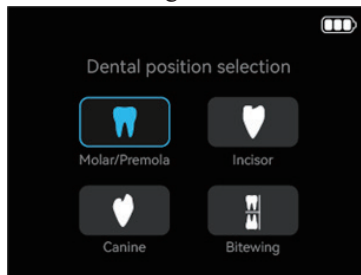 Dental position selection
Molar/Premola
Incisor
Canine
Bitewing